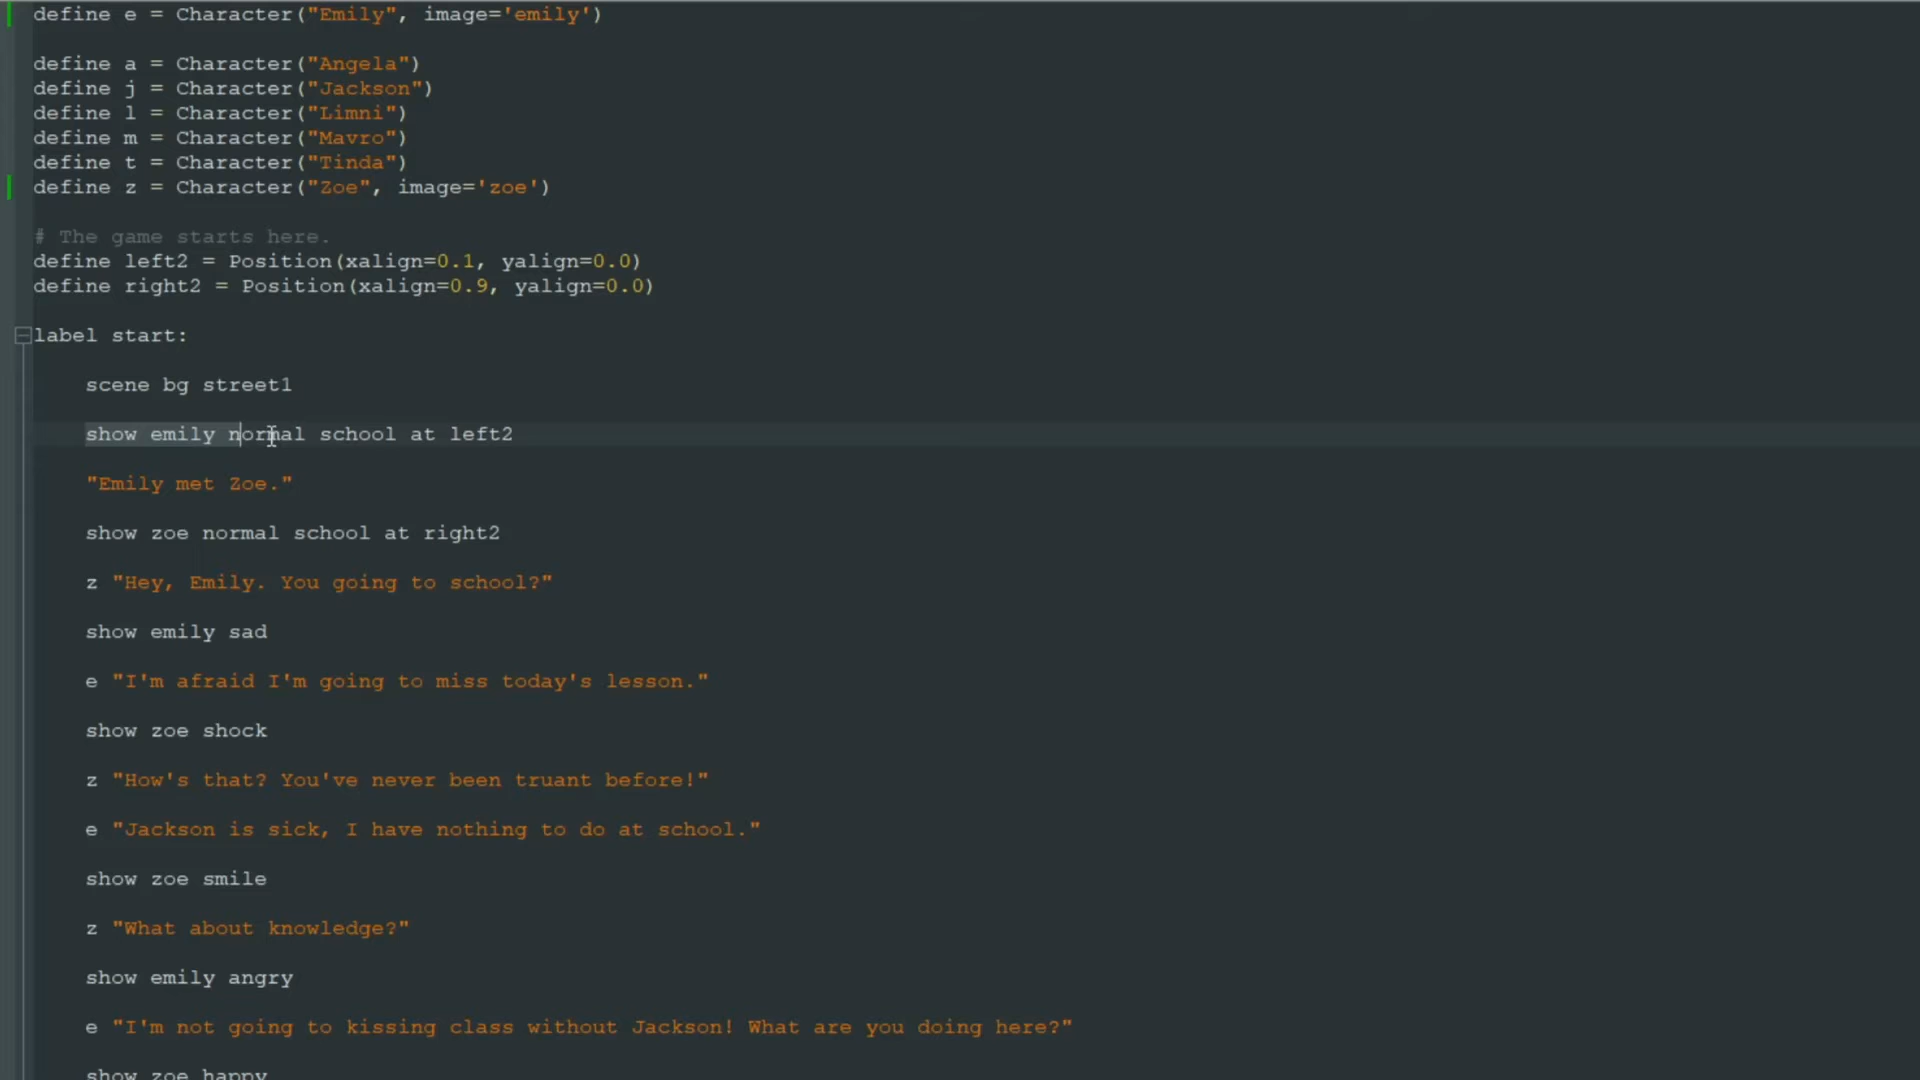 define e = Character("Emily", image='emily')
define a = Character("Angela")
define j = Character("Jackson")
define l = Character("Limni")
define m = Character("Mavro")
define t = Character("Tinda")
define z = Character("Zoe", image='zoe')
# The game starts here.
define left2 = Position(xalign=0.1, yalign=0.0)
define right2 = Position(xalign=0.9, yalign=0.0)
label start:
scene bg street1
show emily normal school at left2
"Emily met Zoe."
show zoe normal school at right2
z "Hey, Emily. You going to school?"
show emily sad
e "I'm afraid I'm going to miss today's lesson."
show zoe shock
z "How's that? You've never been truant before!"
e "Jackson is sick, I have nothing to do at school."
show zoe smile
z "What about knowledge?"
show emily angry
e "I'm not going to kissing class without Jackson! What are you doing here?"
show zoe happy